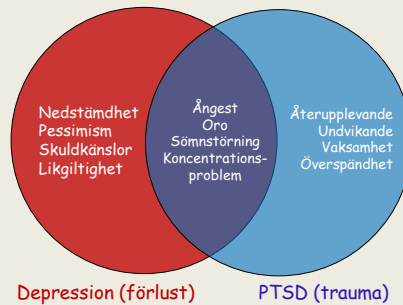 Nedstämdhet
Pessimism
Skuldkänslor
Likgiltighet
Ångest
Oro
Sömnstörning
Koncentrations-
problem
Återupplevande
Undvikande
Vaksamhet
Överspändhet
Depression (förlust)
PTSD (trauma)